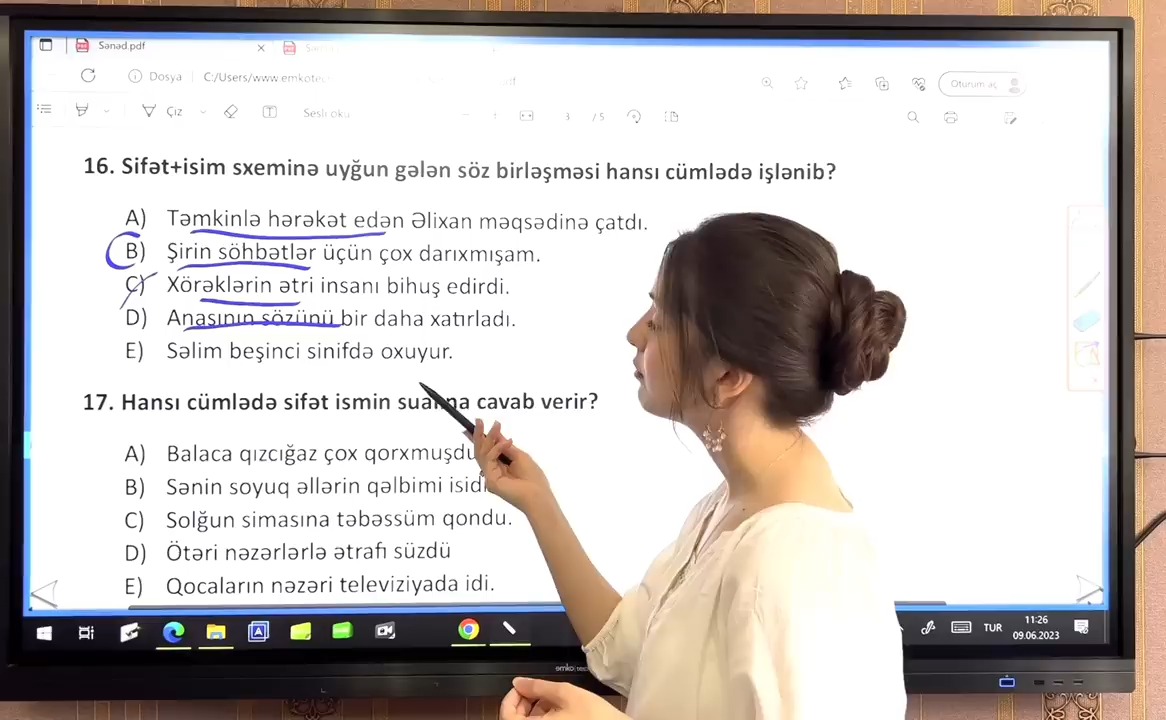 Sənəd.pdf
Dosya C:/Users/www.emkotec
Oturum aç
Çiz Sesli oku 3 /5
16. Sifət+isim sxeminə uyğun gələn söz birləşməsi hansı cümlədə işlənib?
A) Təmkinlə hərəkət edən Əlixan məqsədinə çatdı.
B) Şirin söhbətlər üçün çox darıxmışam.
C) Xörəklərin ətri insanı bihuş edirdi.
D) Anasının sözünü bir daha xatırladı.
E) Səlim beşinci sinifdə oxuyur.
17. Hansı cümlədə sifət ismin cavab verir?
A) Balaca qızcığaz çox qorxmuşdu
B) Sənin soyuq əllərin qəlbimi isid
C) Solğun simasına təbəssüm qondu.
D) Ötəri nəzərlərlə ətrafı süzdü
E) Qocaların nəzəri televiziyada idi.
TUR
11:26
09.06.2023
emko|tec